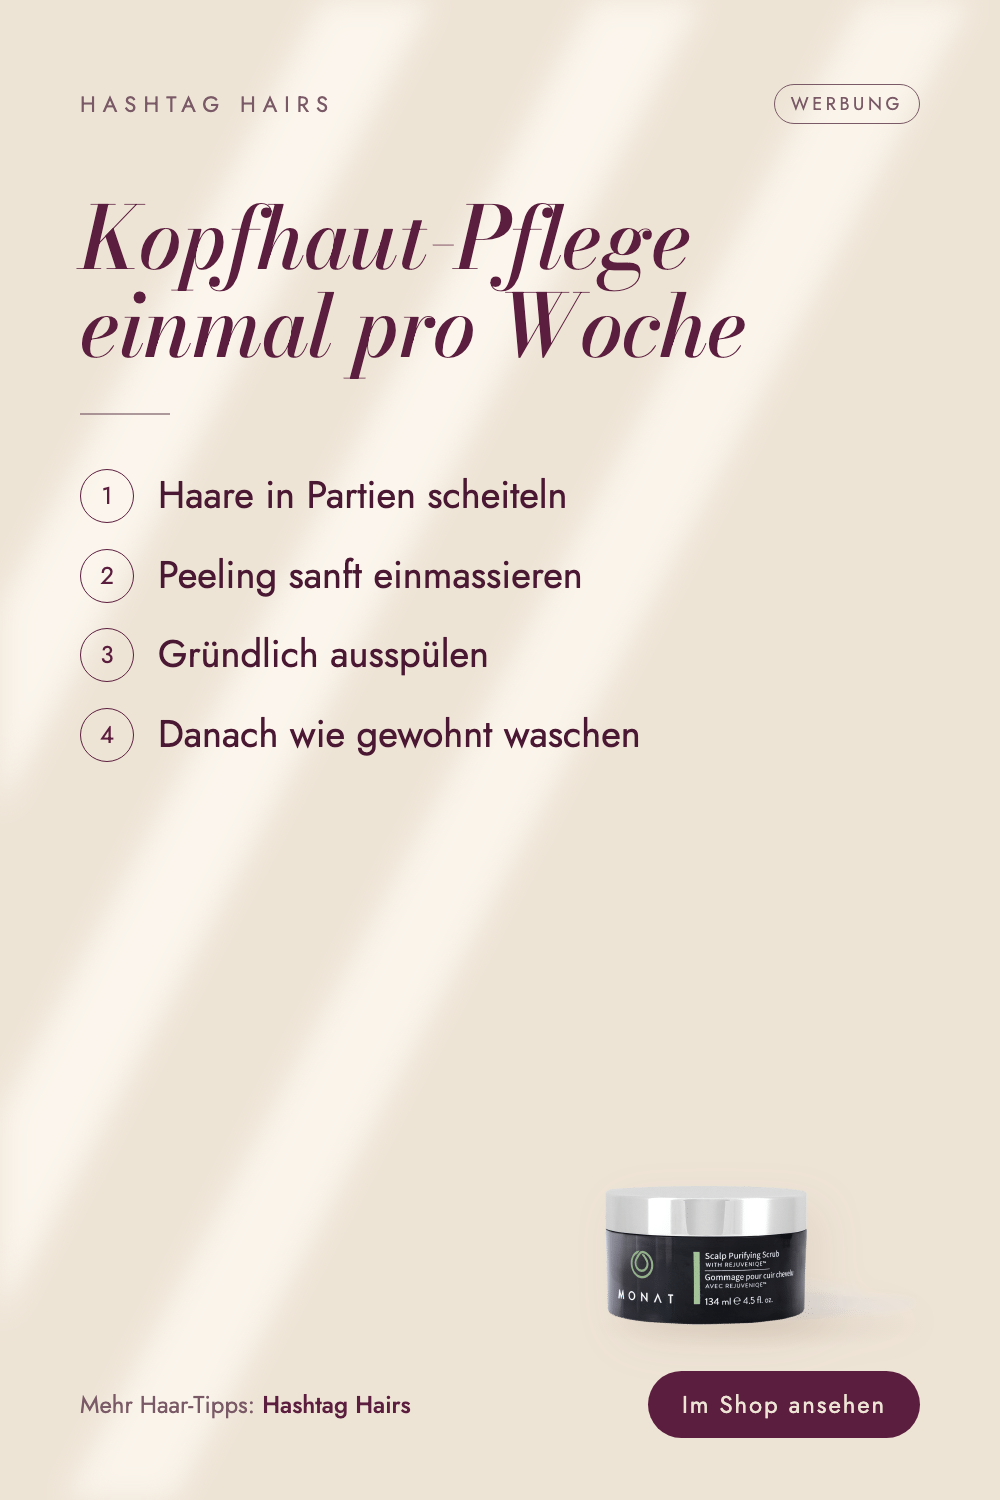 HASHTAG HAIRS
WERBUNG
Kopfhaut-Pflege
einmal pro Woche
1 Haare in Partien scheiteln
2 Peeling sanft einmassieren
3 Gründlich ausspülen
4 Danach wie gewohnt waschen
MONAT
Scalp Purifying Scrub
WITH REJUVENIQE™
Gommage pour cuir chevelu
AVEC REJUVENIQE™
134 ml ℮ 4.5 fl. oz.
Mehr Haar-Tipps: Hashtag Hairs
Im Shop ansehen